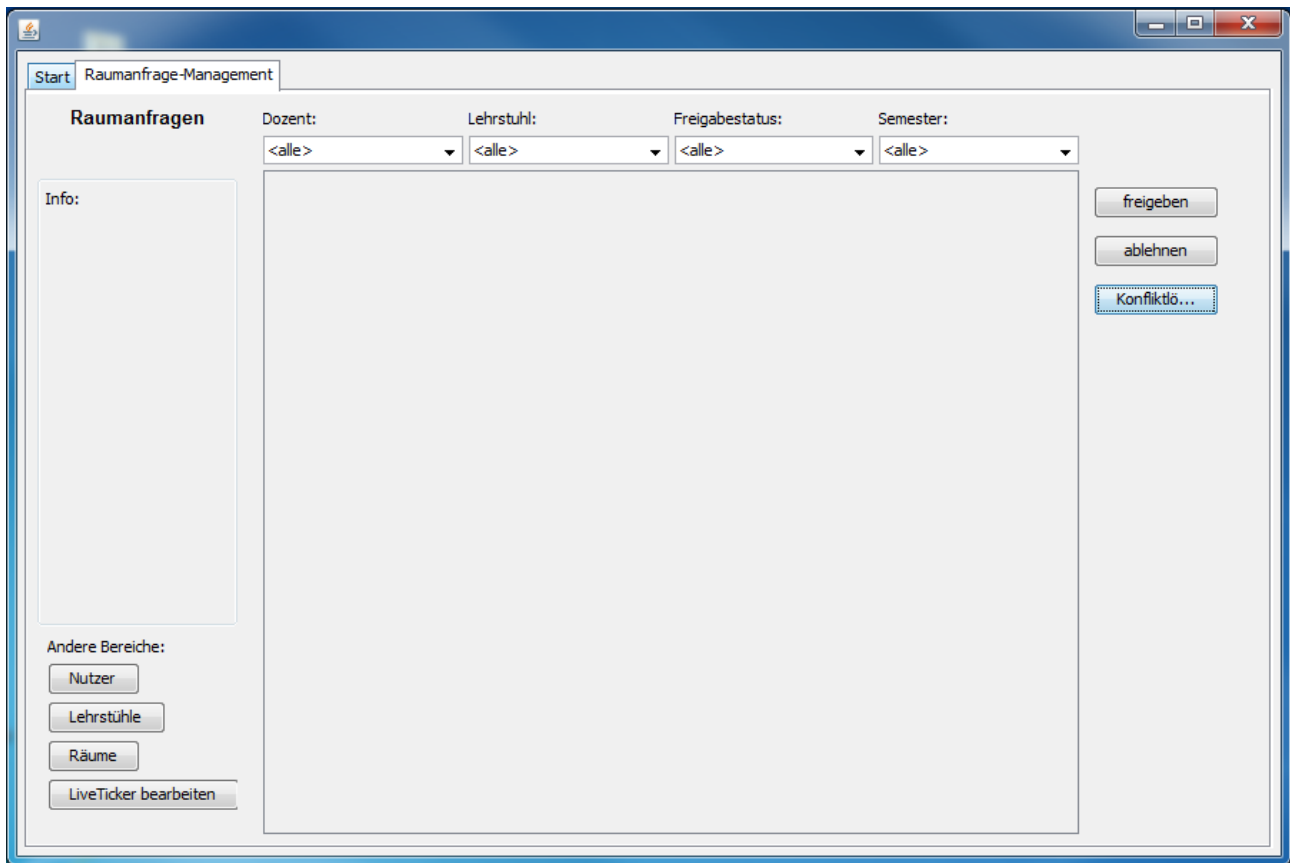 Start Raumanfrage-Management
Raumanfragen
Dozent: Lehrstuhl: Freigabestatus: Semester:
<alle> <alle> <alle> <alle>
Info:
freigeben
ablehnen
Konfliktlö...
Andere Bereiche:
Nutzer
Lehrstühle
Räume
LiveTicker bearbeiten